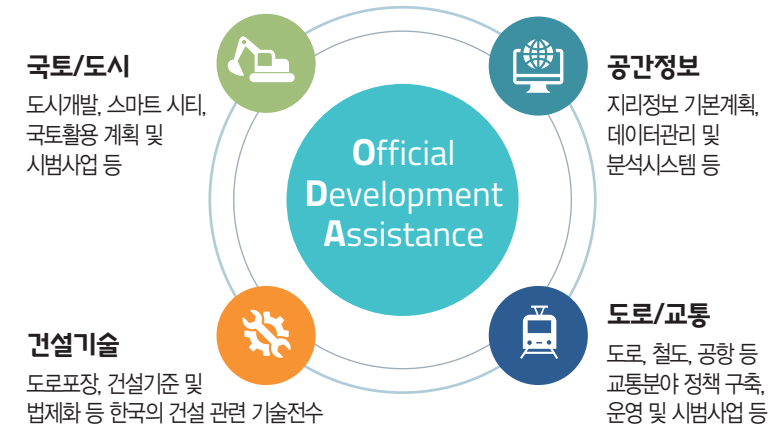 국토/도시
도시개발, 스마트 시티,
국토활용 계획 및
시범사업 등
공간정보
지리정보 기본계획,
데이터관리 및
분석시스템 등
Official
Development
Assistance
건설기술
도로포장, 건설기준 및
법제화 등 한국의 건설 관련 기술전수
도로/교통
도로, 철도, 공항 등
교통분야 정책 구축,
운영 및 시범사업 등